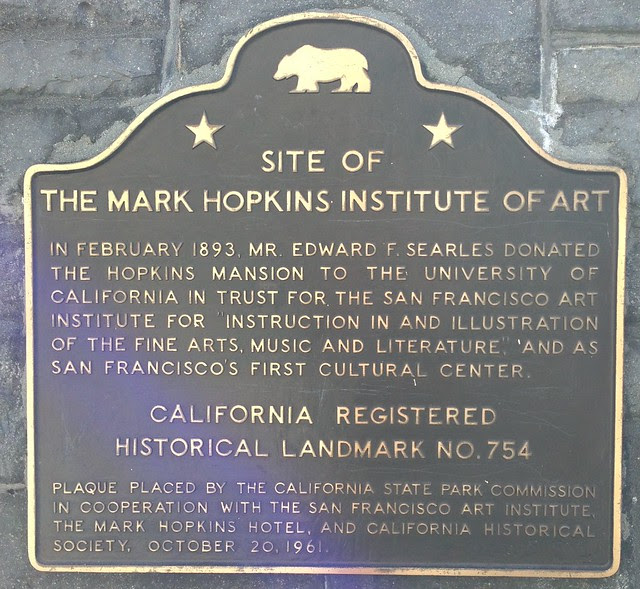 SITE OF
THE MARK HOPKINS INSTITUTE OF ART
IN FEBRUARY 1893, MR. EDWARD F. SEARLES DONATED
THE HOPKINS MANSION TO THE UNIVERSITY OF
CALIFORNIA IN TRUST FOR THE SAN FRANCISCO ART
INSTITUTE FOR "INSTRUCTION IN AND ILLUSTRATION
OF THE FINE ARTS, MUSIC AND LITERATURE," AND AS
SAN FRANCISCO'S FIRST CULTURAL CENTER.
CALIFORNIA REGISTERED
HISTORICAL LANDMARK NO. 754
PLAQUE PLACED BY THE CALIFORNIA STATE PARK COMMISSION
IN COOPERATION WITH THE SAN FRANCISCO ART INSTITUTE,
THE MARK HOPKINS HOTEL, AND CALIFORNIA HISTORICAL
SOCIETY, OCTOBER 20, 1961.